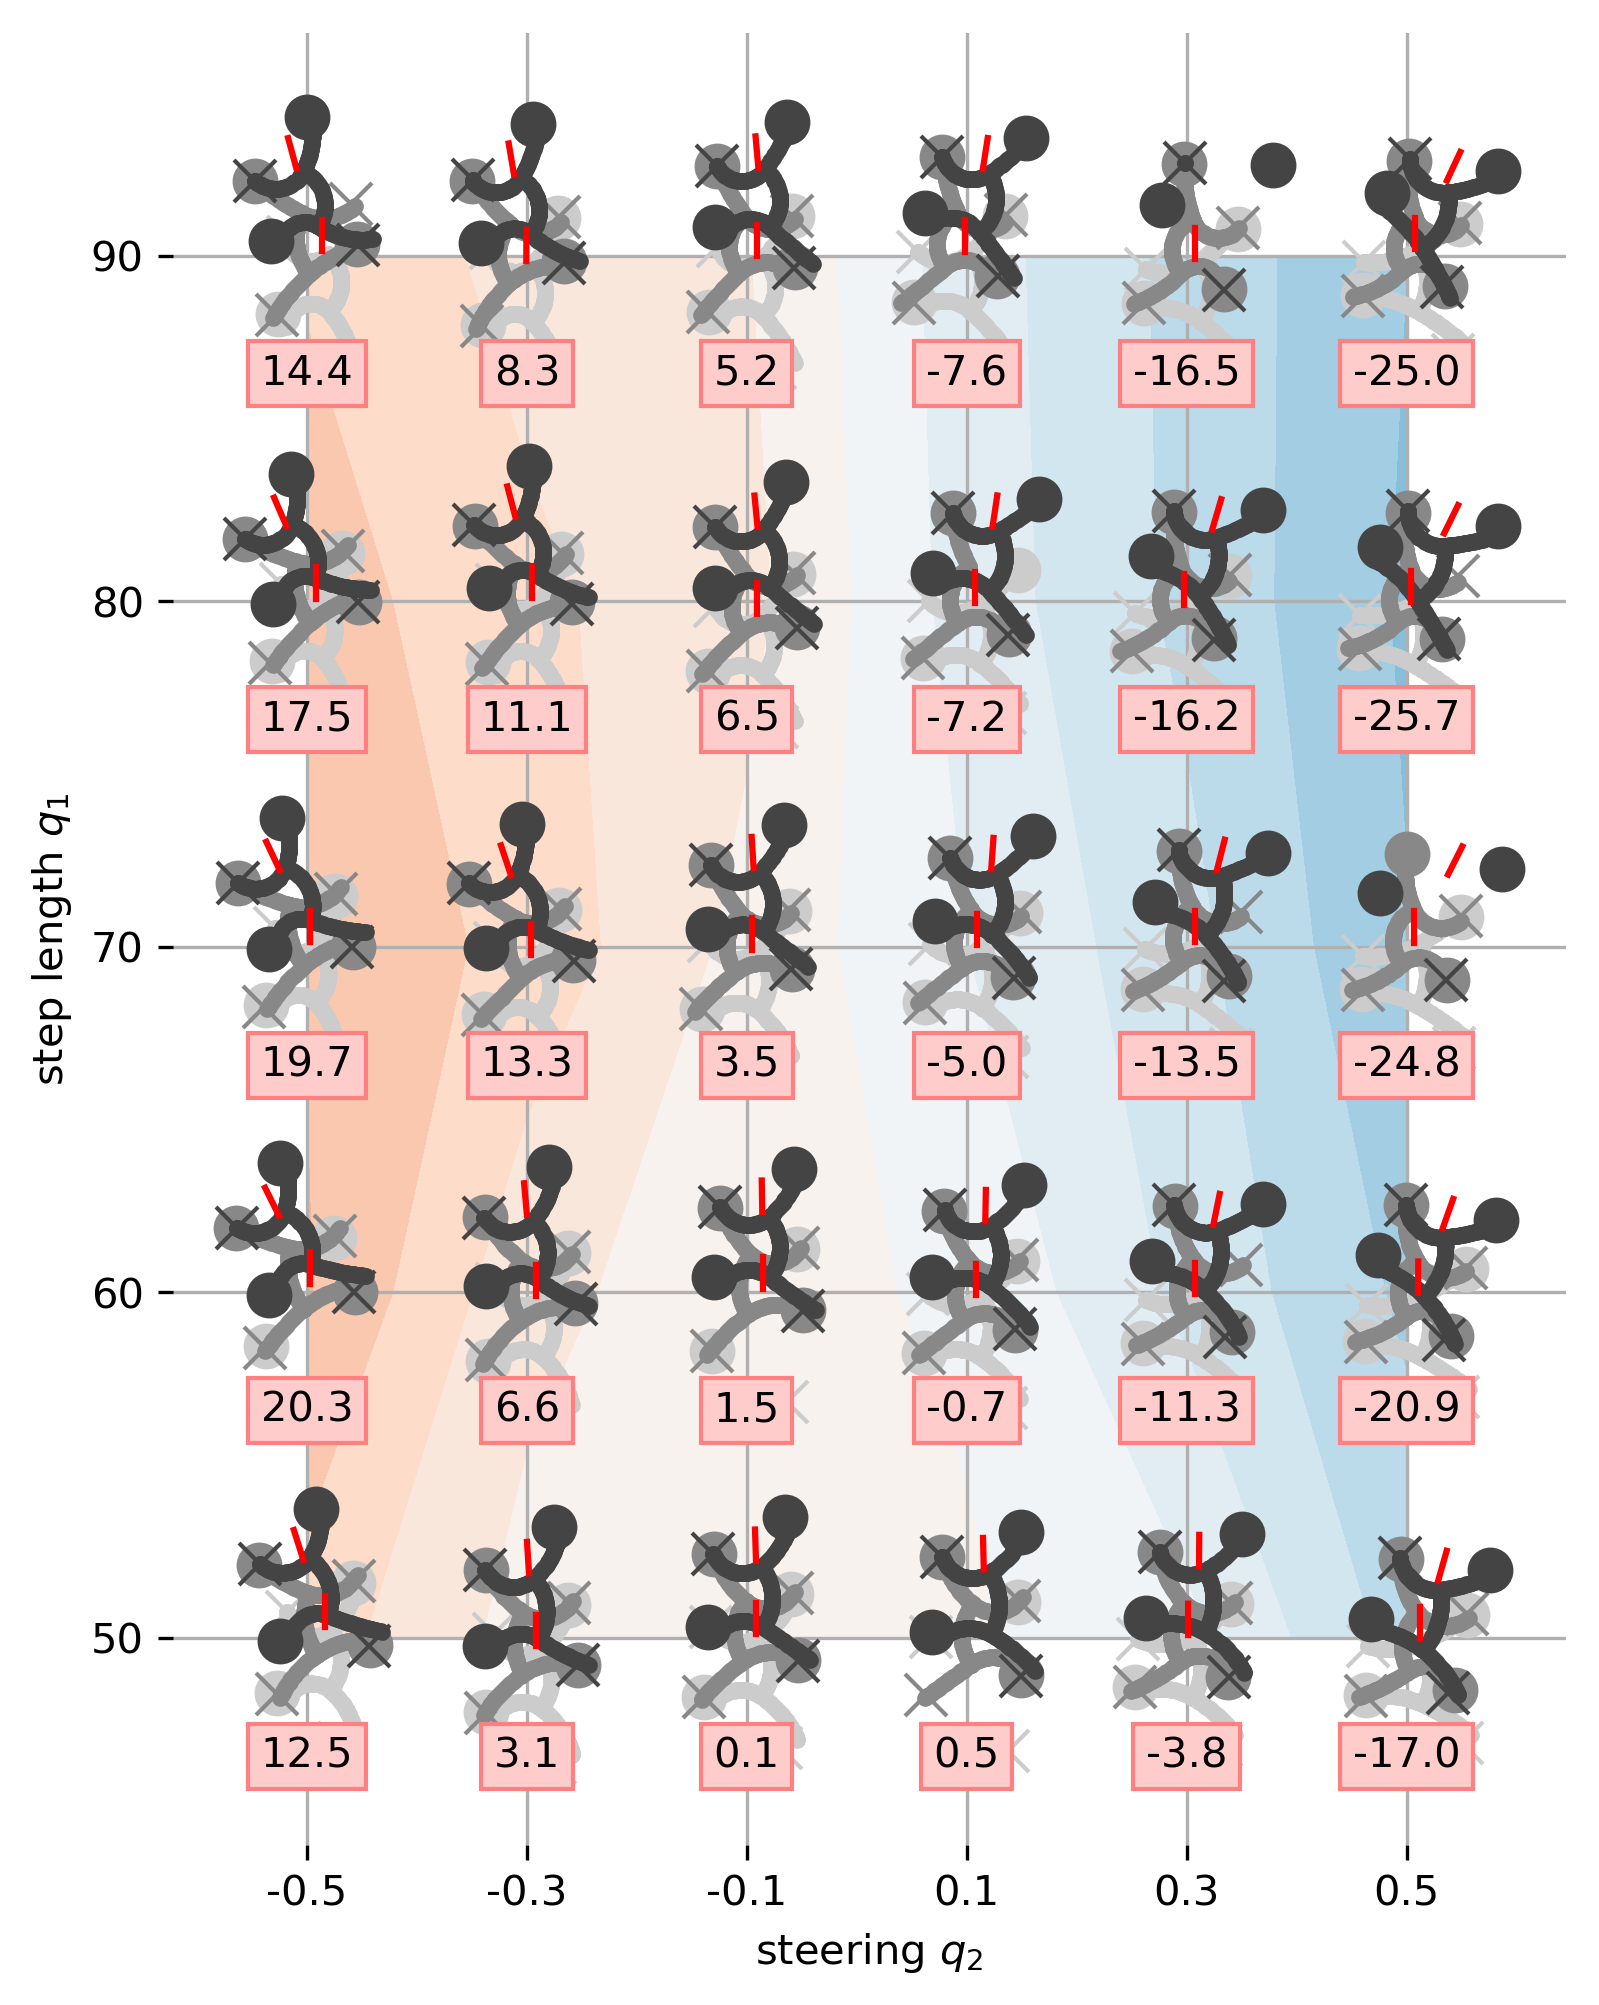 90
14.4 8.3 5.2 -7.6 -16.5 -25.0
80
17.5 11.1 6.5 -7.2 -16.2 -25.7
step length q1
70
19.7 13.3 3.5 -5.0 -13.5 -24.8
60
20.3 6.6 1.5 -0.7 -11.3 -20.9
50
12.5 3.1 0.1 0.5 -3.8 -17.0
-0.5 -0.3 -0.1 0.1 0.3 0.5
steering q2